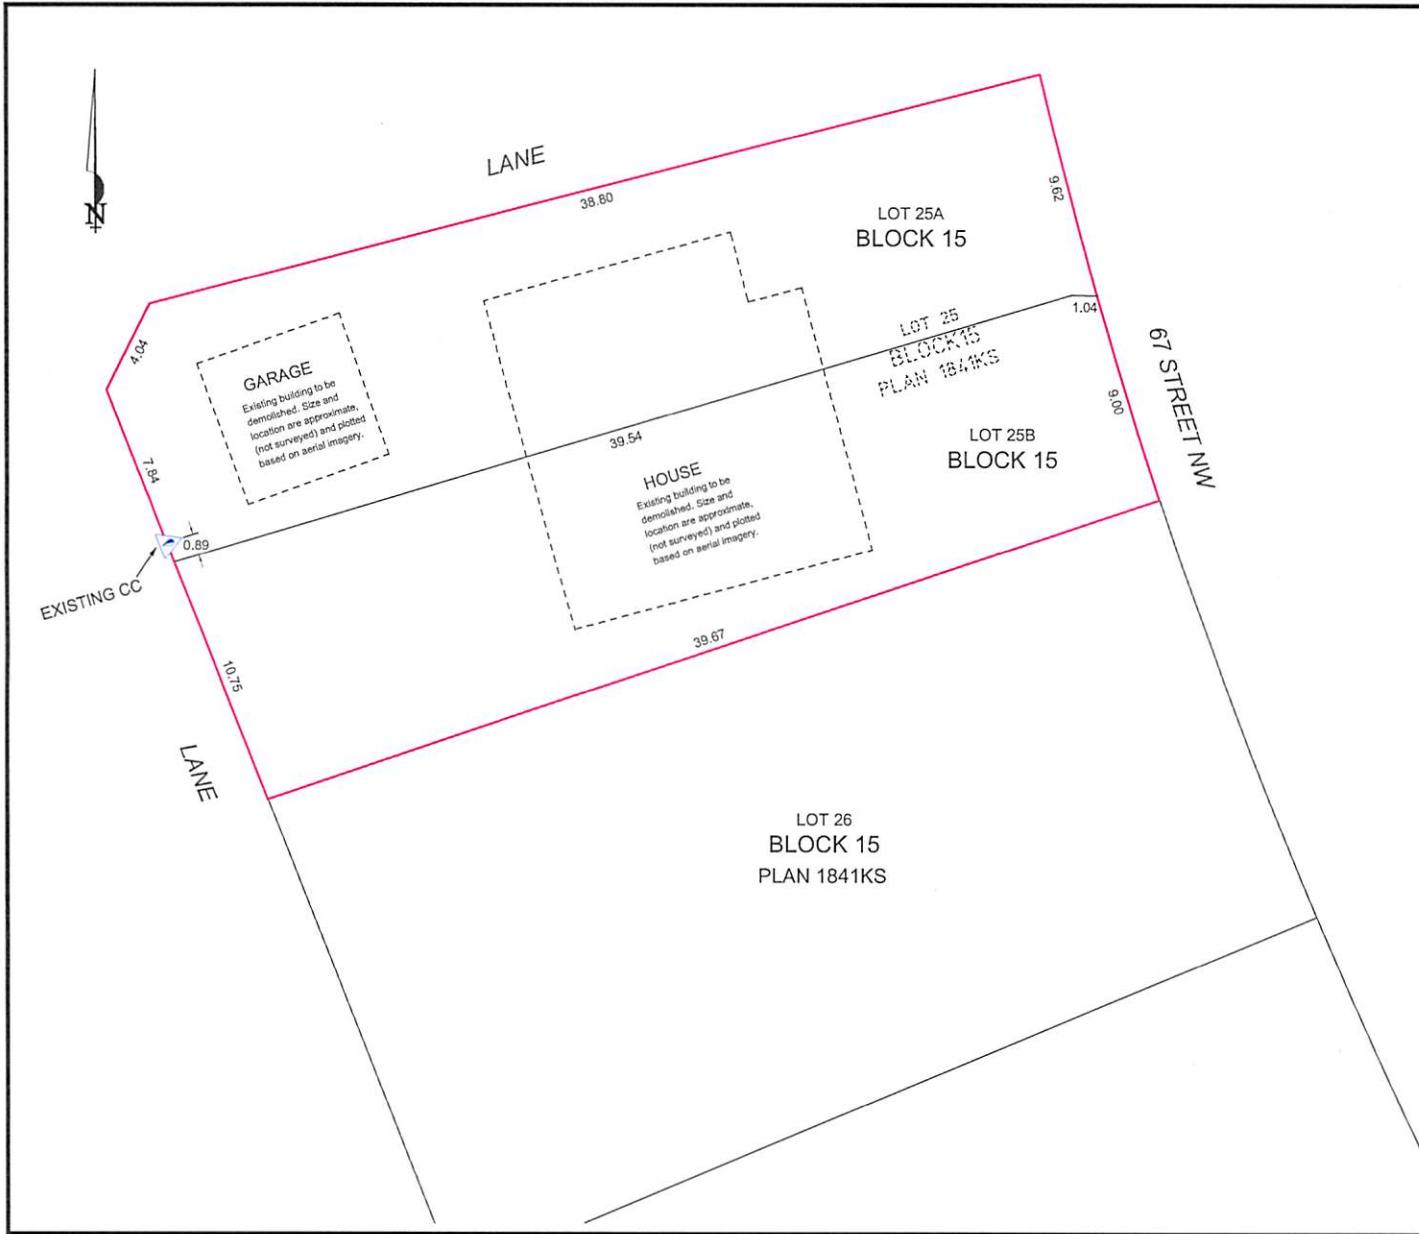 N
LANE
38.80
9.62
LOT 25A
BLOCK 15
4.04
GARAGE
Existing building to be
demolished. Size and
location are approximate,
(not surveyed) and plotted
based on aerial imagery.
LOT 25
BLOCK 15
PLAN 1841KS
1.04
67 STREET NW
9.00
7.84
39.54
LOT 25B
BLOCK 15
HOUSE
Existing building to be
demolished. Size and
location are approximate,
(not surveyed) and plotted
based on aerial imagery.
0.89
EXISTING CC
10.75
39.67
LANE
LOT 26
BLOCK 15
PLAN 1841KS